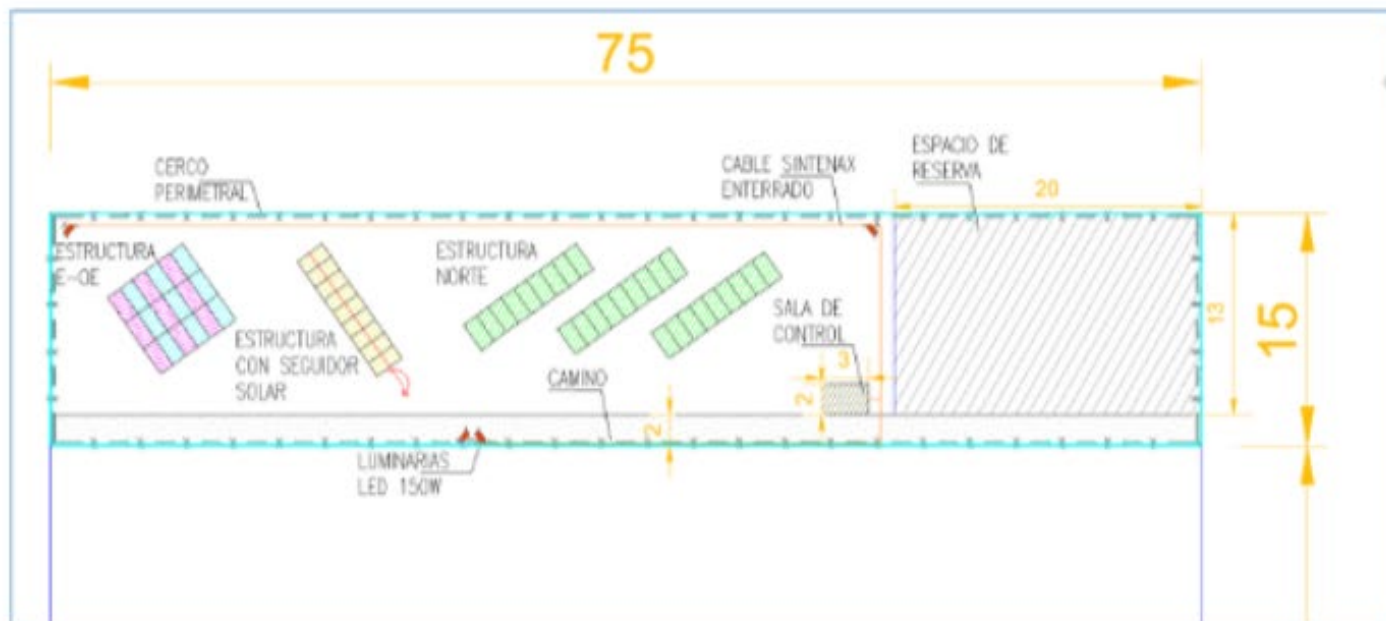 75
CERCO
PERIMETRAL
CABLE SINTENAX
ENTERRADO
ESPACIO DE
RESERVA
20
ESTRUCTURA
E-OE
ESTRUCTURA
CON SEGUIDOR
SOLAR
ESTRUCTURA
NORTE
SALA DE
CONTROL
3
2
13
15
CAMINO
2
LUMINARIAS
LED 150W